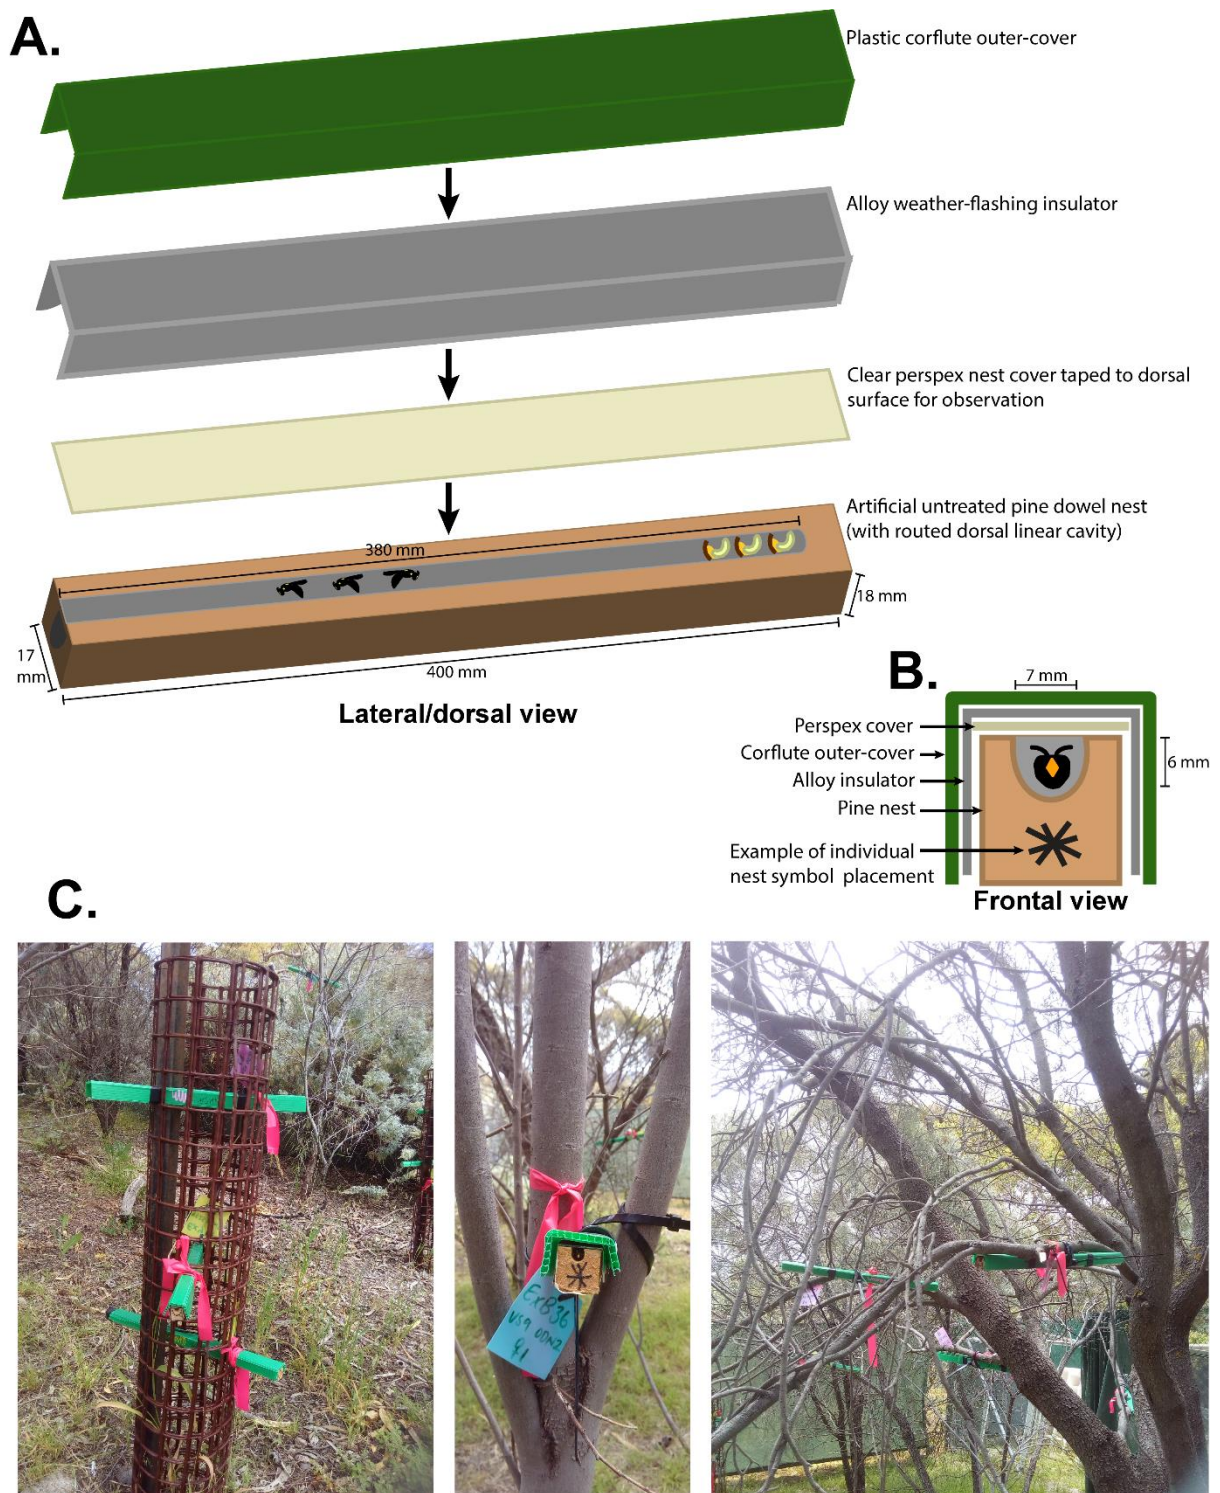 A.
Plastic corflute outer-cover
Alloy weather-flashing insulator
Clear perspex nest cover taped to dorsal
surface for observation
Artificial untreated pine dowel nest
(with routed dorsal linear cavity)
380 mm
18 mm
17
mm
400 mm
Lateral/dorsal view
B.
7 mm
Perspex cover
Corflute outer-cover
6 mm
Alloy insulator
Pine nest
Example of individual
nest symbol placement
Frontal view
C.
ExB36